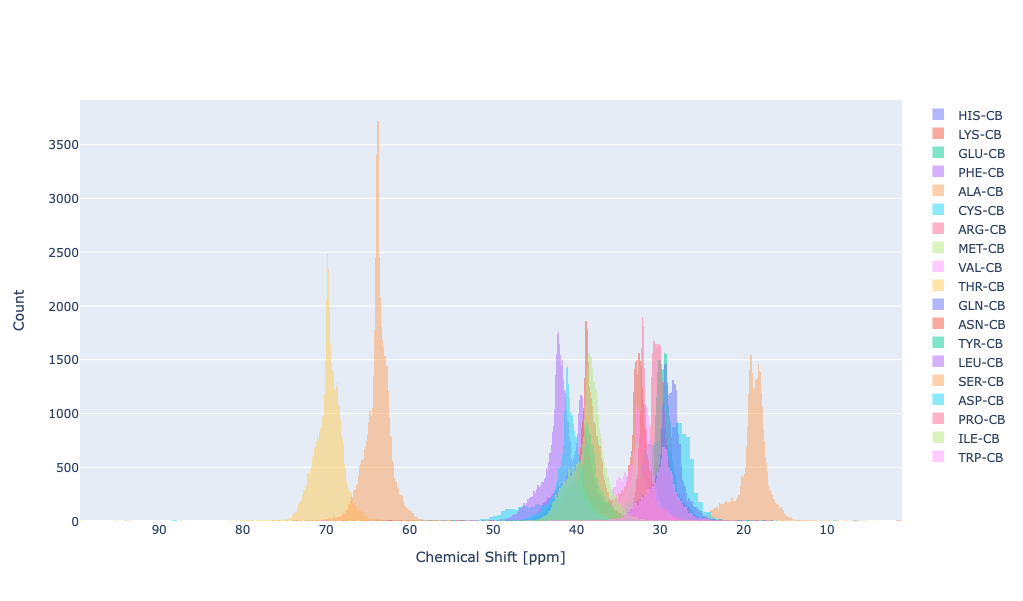 3500
3000
2500
2000
1500
1000
500
0
Count
90
80
70
60
50
40
30
20
10
Chemical Shift [ppm]
HIS-CB
LYS-CB
GLU-CB
PHE-CB
ALA-CB
CYS-CB
ARG-CB
MET-CB
VAL-CB
THR-CB
GLN-CB
ASN-CB
TYR-CB
LEU-CB
SER-CB
ASP-CB
PRO-CB
ILE-CB
TRP-CB